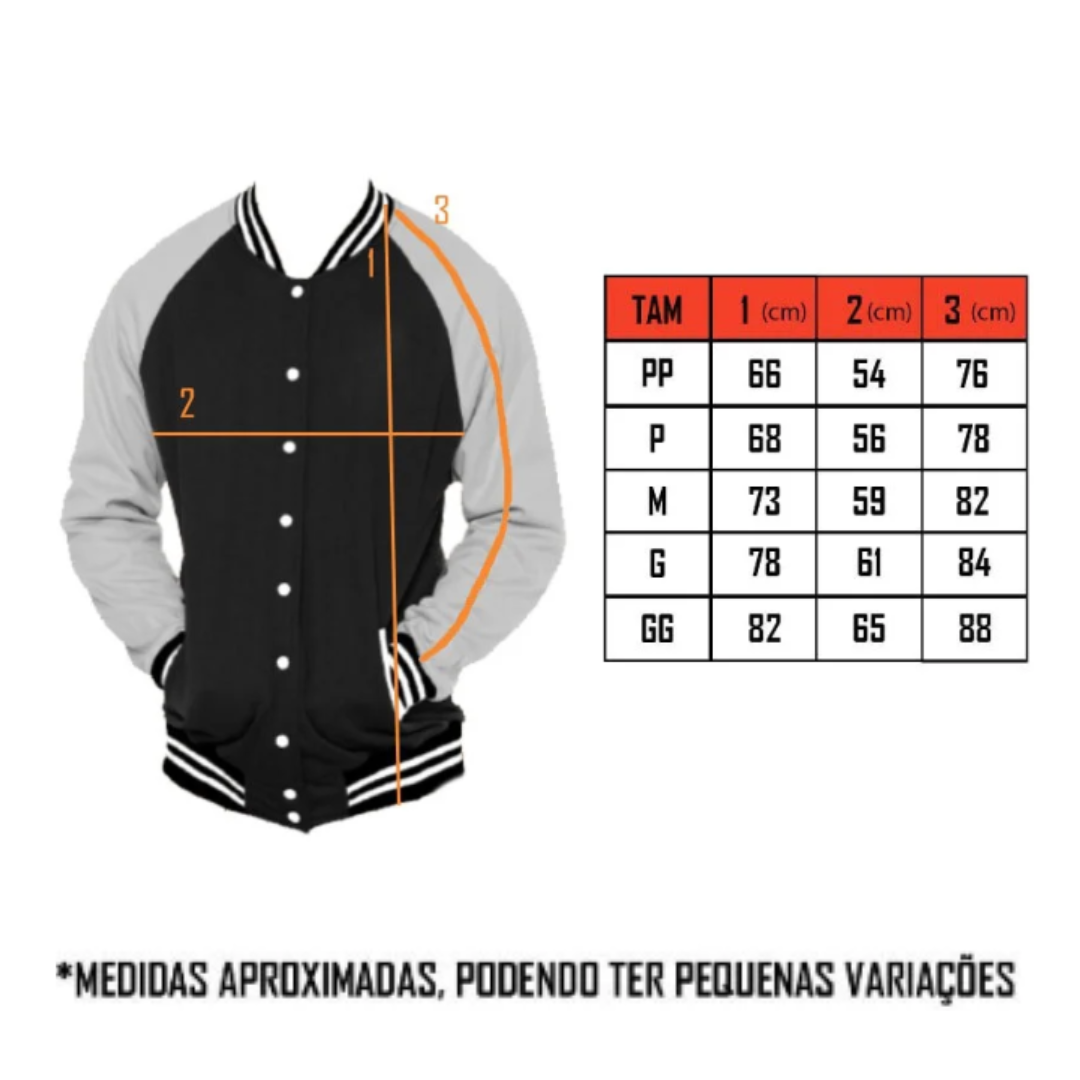 3
1
2
TAM 1 (cm) 2 (cm) 3 (cm)
PP 66 54 76
P 68 56 78
M 73 59 82
G 78 61 84
GG 82 65 88
*MEDIDAS APROXIMADAS, PODENDO TER PEQUENAS VARIAÇÕES